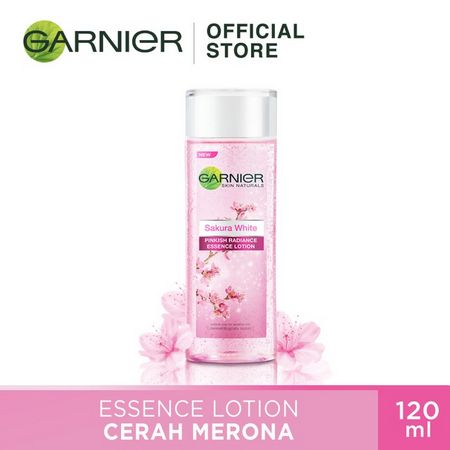 GARNIER
OFFICIAL
STORE
NEW
GARNIER
SKIN NATURALS
Sakura White
PINKISH RADIANCE
ESSENCE LOTION
ESSENCE LOTION
CERAH MERONA
120
ml